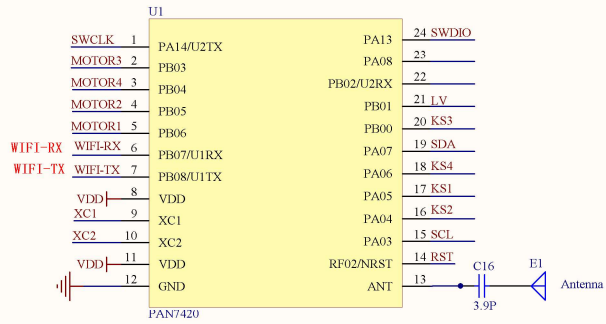 U1
SWCLK 1 PA14/U2TX PA13 24 SWDIO
MOTOR3 2 PB03 PA08 23
MOTOR4 3 PB04 PB02/U2RX 22
MOTOR2 4 PB05 PB01 21 LV
MOTOR1 5 PB06 PB00 20 KS3
WIFI-RX WIFI-RX 6 PB07/U1RX PA07 19 SDA
WIFI-TX WIFI-TX 7 PB08/U1TX PA06 18 KS4
VDD 8 VDD PA05 17 KS1
XC1 9 XC1 PA04 16 KS2
XC2 10 XC2 PA03 15 SCL
VDD 11 VDD RF02/NRST 14 RST C16 E1
12 GND ANT 13 Antenna
3.9P
PAN7420